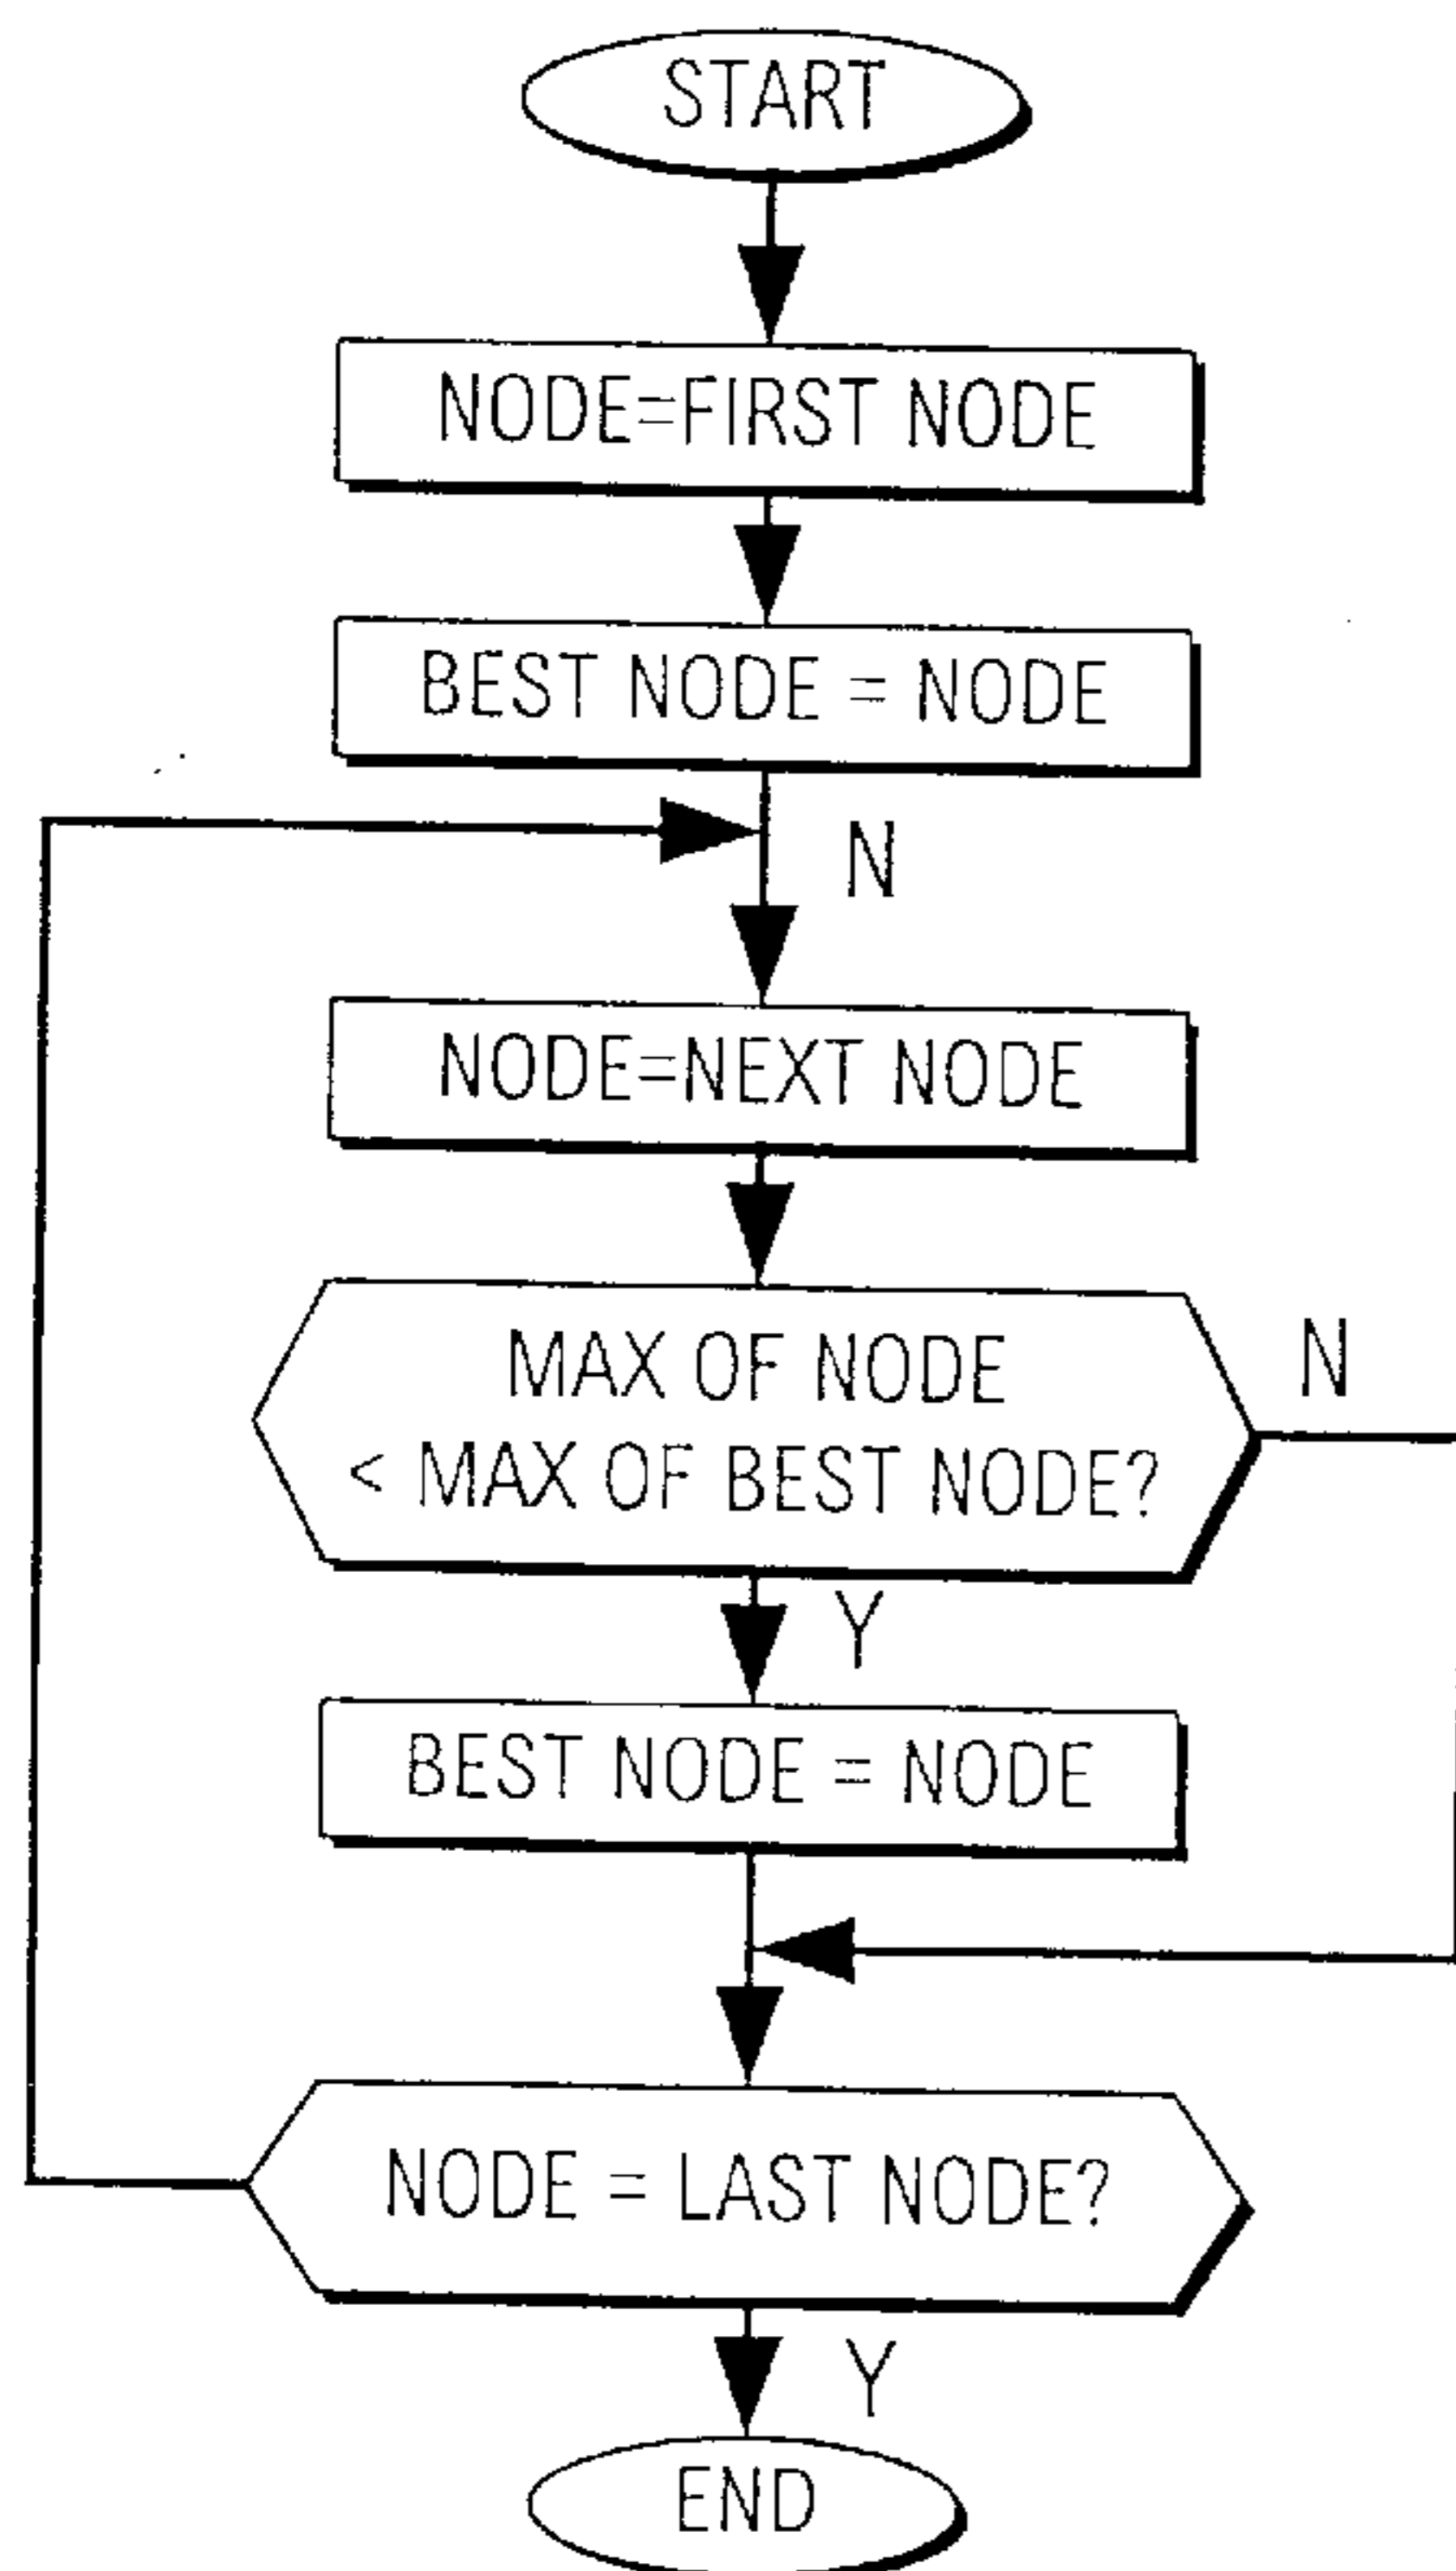 START
NODE=FIRST NODE
BEST NODE = NODE
N
NODE=NEXT NODE
MAX OF NODE
< MAX OF BEST NODE?
N
Y
BEST NODE = NODE
NODE = LAST NODE?
Y
END